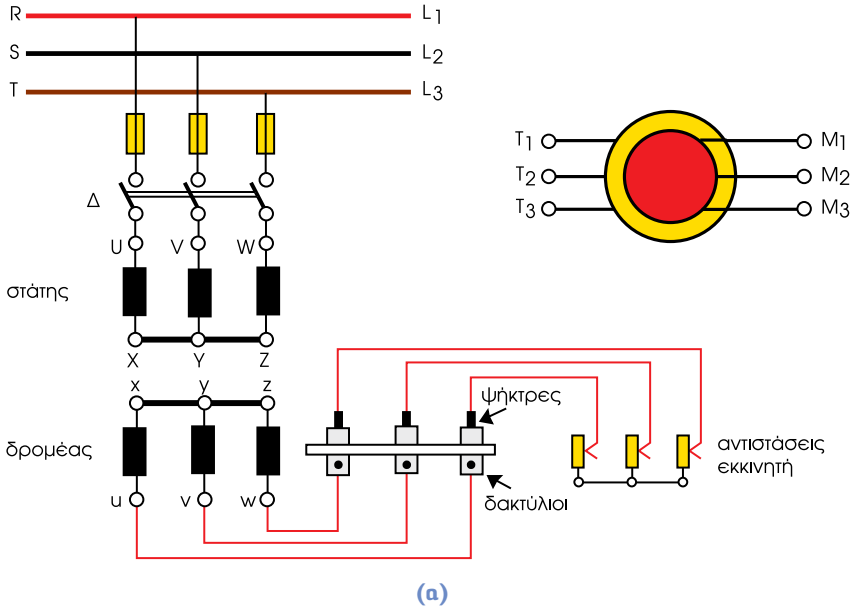 R L1
S L2
T L3
T1 M1
T2 M2
T3 M3
Δ
U V W
στάτης
X Y Z
x y z
ψήκτρες
δρομέας
αντιστάσεις
εκκινητή
u v w
δακτύλιοι
(α)